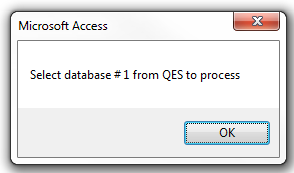 Microsoft Access
Select database # 1 from QES to process
OK